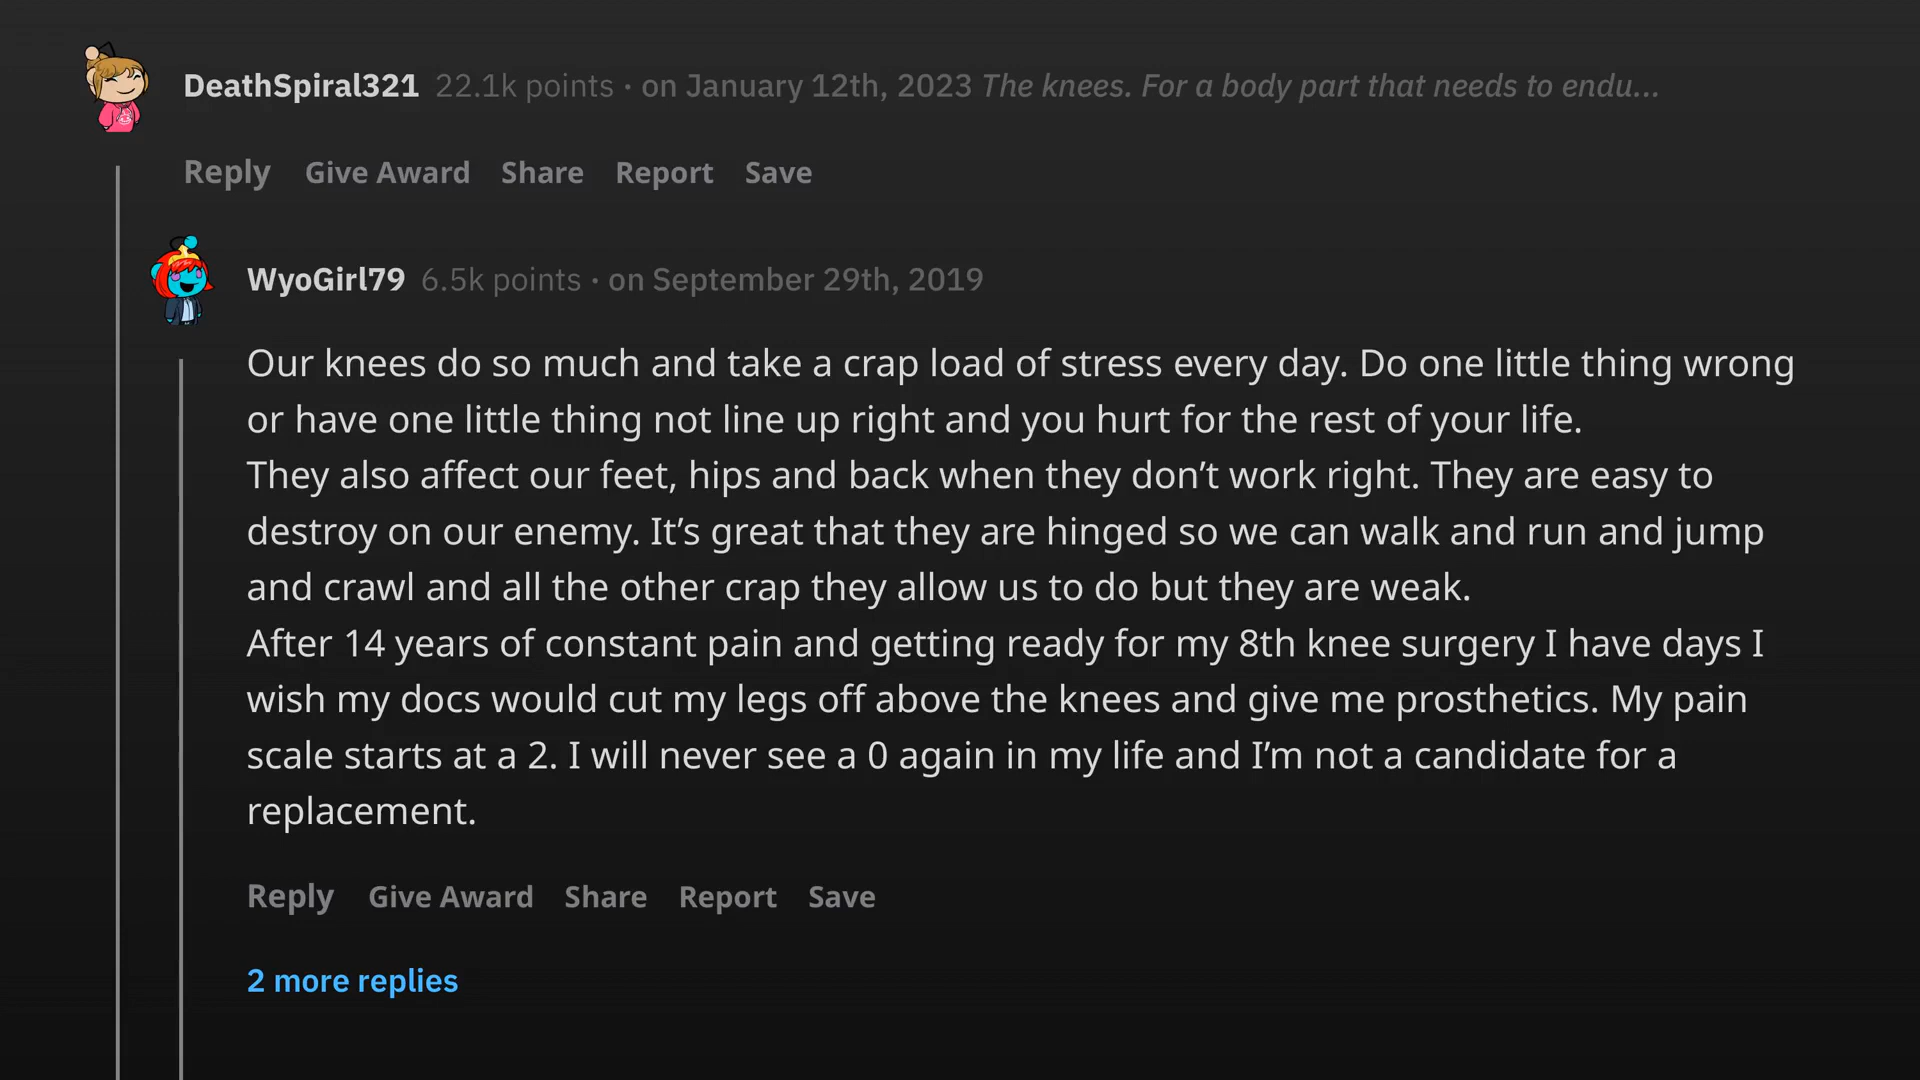 DeathSpiral321 22.1k points · on January 12th, 2023 The knees. For a body part that needs to endu...
Reply Give Award Share Report Save
WyoGirl79 6.5k points · on September 29th, 2019
Our knees do so much and take a crap load of stress every day. Do one little thing wrong
or have one little thing not line up right and you hurt for the rest of your life.
They also affect our feet, hips and back when they don’t work right. They are easy to
destroy on our enemy. It’s great that they are hinged so we can walk and run and jump
and crawl and all the other crap they allow us to do but they are weak.
After 14 years of constant pain and getting ready for my 8th knee surgery I have days I
wish my docs would cut my legs off above the knees and give me prosthetics. My pain
scale starts at a 2. I will never see a 0 again in my life and I’m not a candidate for a
replacement.
Reply Give Award Share Report Save
2 more replies